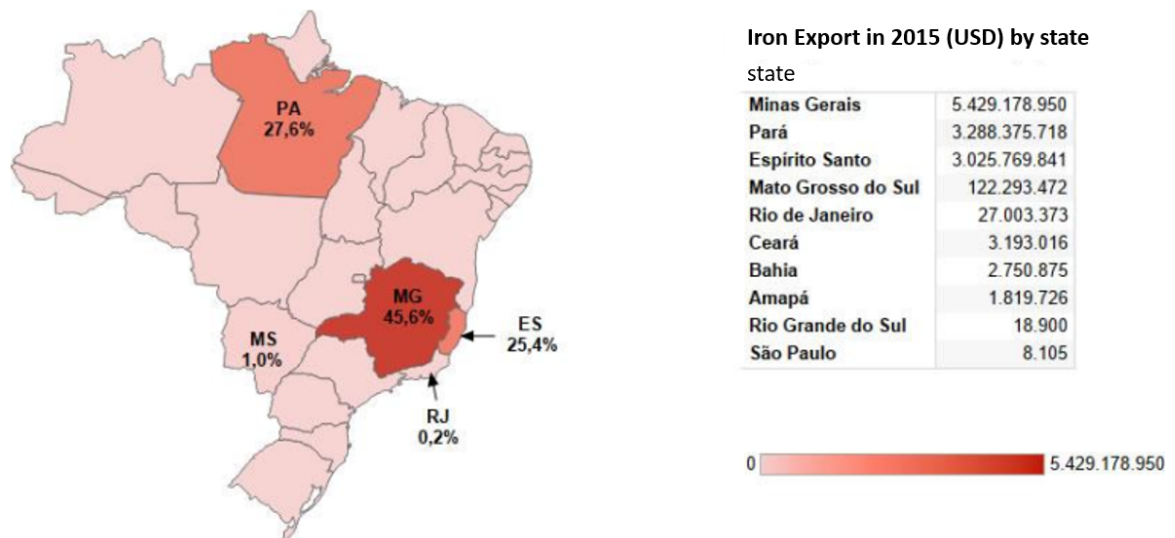 PA
27,6%
MG
45,6%
ES
25,4%
MS
1,0%
RJ
0,2%
Iron Export in 2015 (USD) by state
state
Minas Gerais 5.429.178.950
Pará 3.288.375.718
Espírito Santo 3.025.769.841
Mato Grosso do Sul 122.293.472
Rio de Janeiro 27.003.373
Ceará 3.193.016
Bahia 2.750.875
Amapá 1.819.726
Rio Grande do Sul 18.900
São Paulo 8.105
0 5.429.178.950